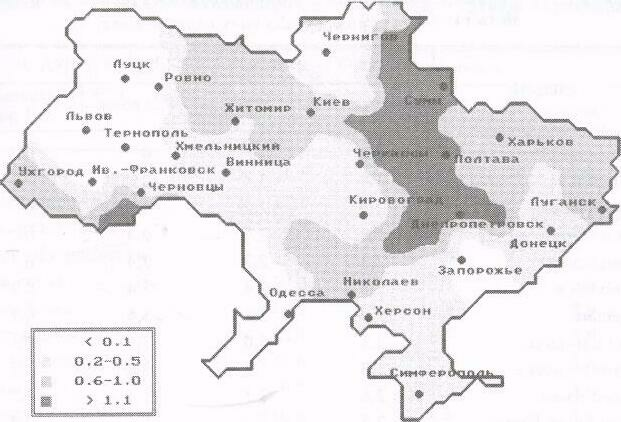 Чернигов
Луцк
Ровно
Сумы
Житомир
Киев
Львов
Тернополь
Харьков
Хмельницкий
Черкассы
Полтава
Винница
Ужгород
Ив.-Франковск
Черновцы
Кировоград
Луганск
Днепропетровск
Донецк
Запорожье
Николаев
Одесса
Херсон
Симферополь
< 0.1
0.2-0.5
0.6-1.0
> 1.1